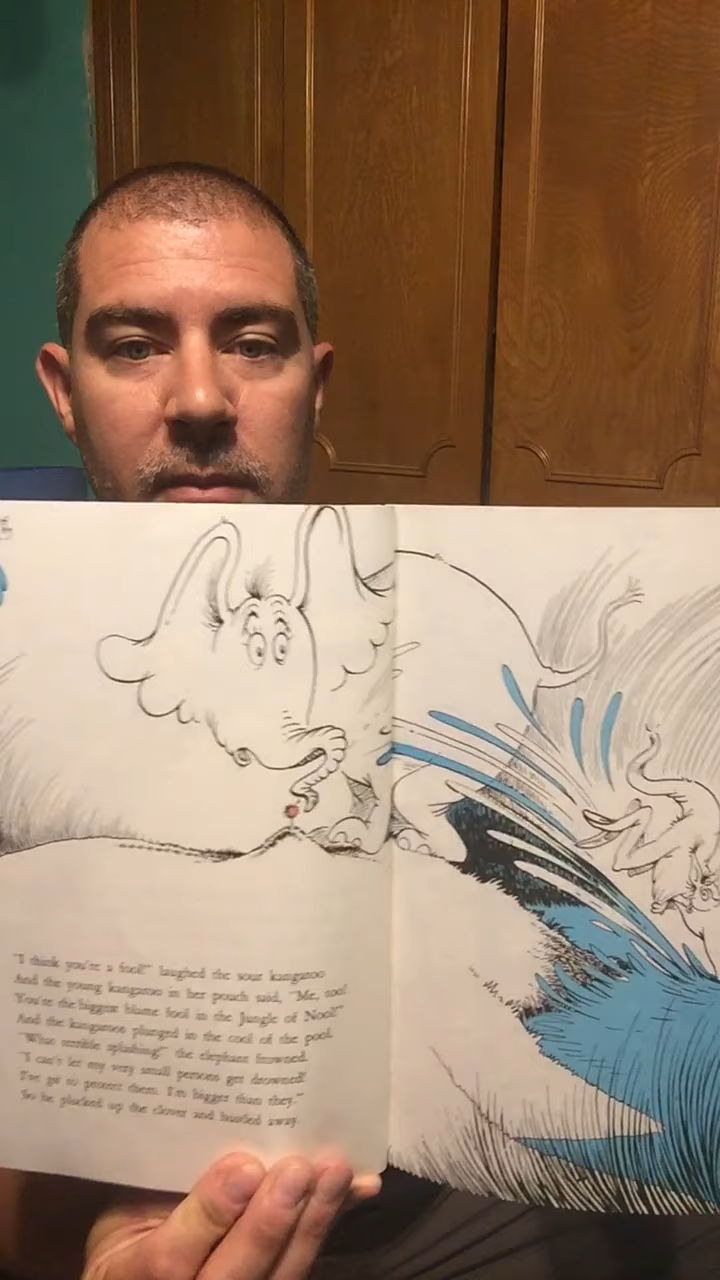 "I think you're a fool!" laughed the sour kangaroo
And the young kangaroo in her pouch said, "Me, too!
You're the biggest blame fool in the Jungle of Nool!"
And the kangaroo plunged in the cool of the pool.
"What terrible splashing!" the elephant frowned.
"I can't let my very small persons get drowned!
I've got to protect them. I'm bigger than they."
So he plucked up the clover and hustled away.